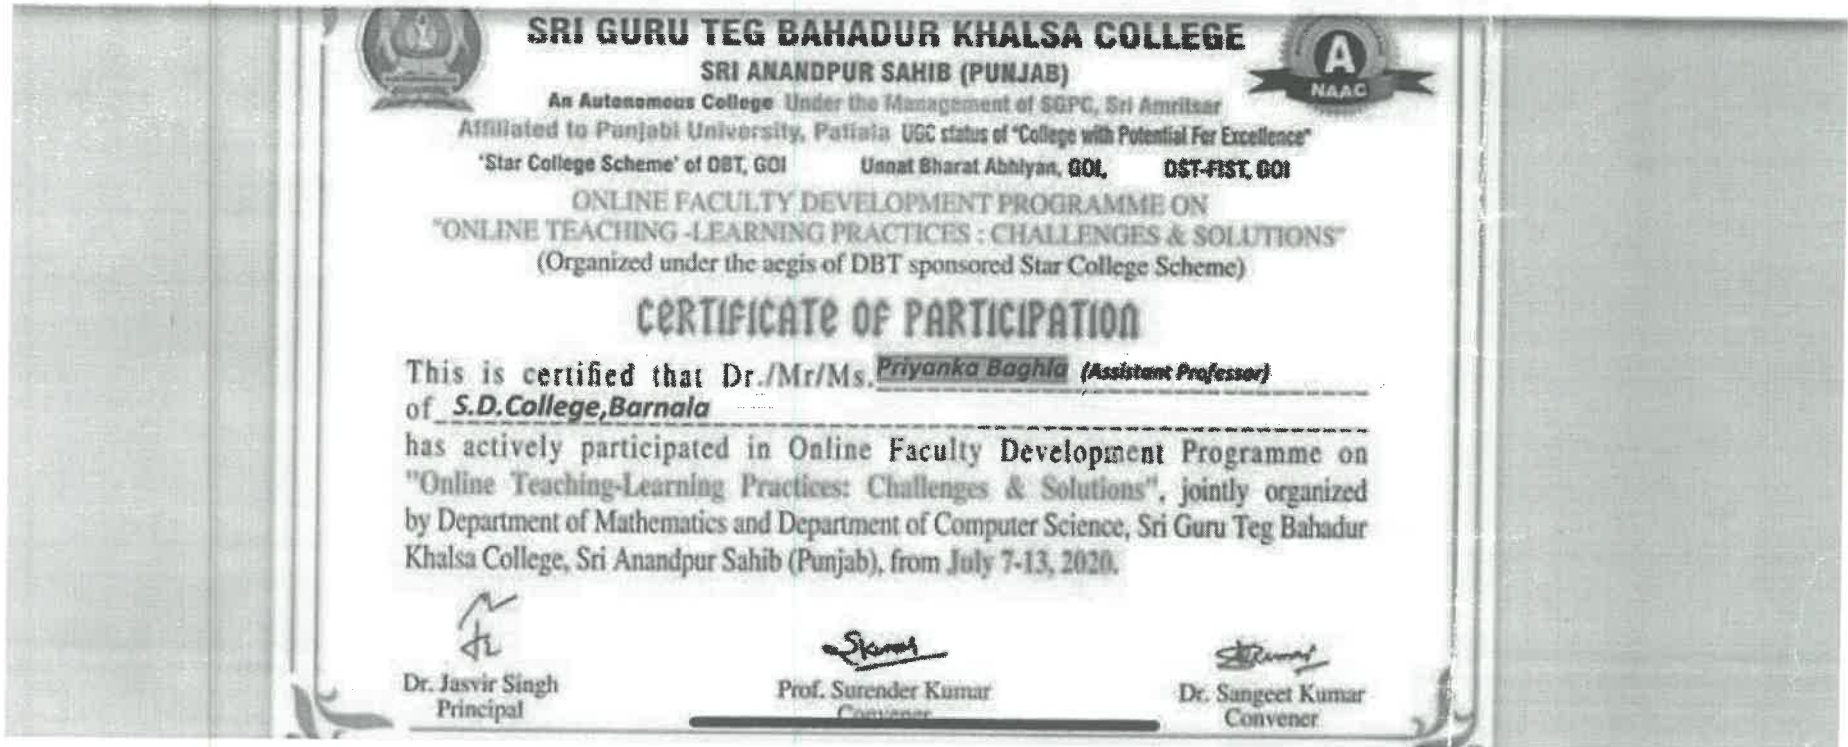 SRI GURU TEG BAHADUR KHALSA COLLEGE
SRI ANANDPUR SAHIB (PUNJAB)
A
NAAC
An Autonomous College Under the Management of SGPC, Sri Amritsar
Affiliated to Punjabi University, Patiala UGC status of "College with Potential For Excellence"
'Star College Scheme' of DBT, GOI Unnat Bharat Abhiyan, GOI, DST-FIST, GOI
ONLINE FACULTY DEVELOPMENT PROGRAMME ON
"ONLINE TEACHING -LEARNING PRACTICES : CHALLENGES & SOLUTIONS"
(Organized under the aegis of DBT sponsored Star College Scheme)
CERTIFICATE OF PARTICIPATION
This is certified that Dr./Mr/Ms. Priyanka Baghla (Assistant Professor)
of S.D.College,Barnala
has actively participated in Online Faculty Development Programme on
"Online Teaching-Learning Practices: Challenges & Solutions", jointly organized
by Department of Mathematics and Department of Computer Science, Sri Guru Teg Bahadur
Khalsa College, Sri Anandpur Sahib (Punjab), from July 7-13, 2020.
Skumar
Dr. Jasvir Singh
Principal
Prof. Surender Kumar
Convener
Dr. Sangeet Kumar
Convener